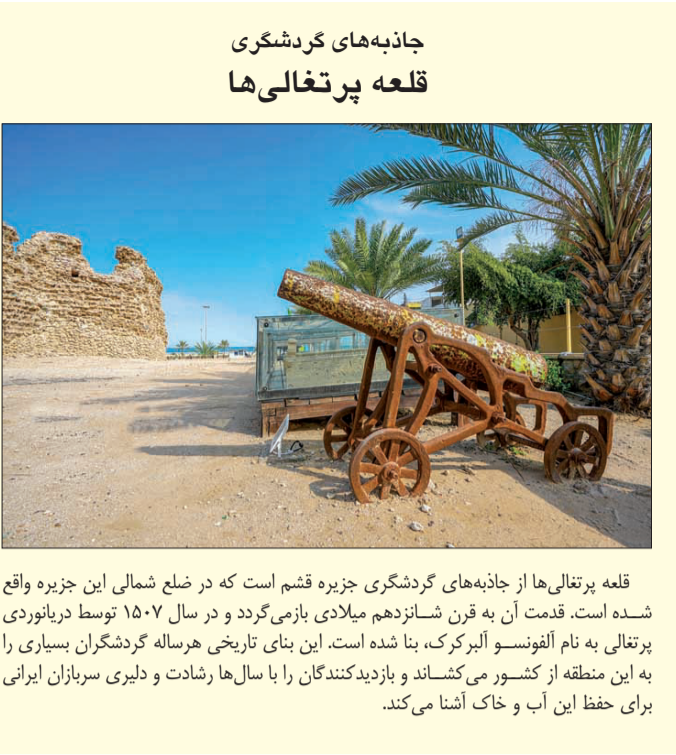 جاذبه‌های گردشگری
قلعه پرتغالی‌ها
قلعه پرتغالی‌ها از جاذبه‌های گردشگری جزیره قشم است که در ضلع شمالی این جزیره واقع
شده است. قدمت آن به قرن شانزدهم میلادی بازمی‌گردد و در سال ۱۵۰۷ توسط دریانوردی
پرتغالی به نام آلفونسو آلبرکرک، بنا شده است. این بنای تاریخی هرساله گردشگران بسیاری را
به این منطقه از کشور می‌کشاند و بازدیدکنندگان را با سال‌ها رشادت و دلیری سربازان ایرانی
برای حفظ این آب و خاک آشنا می‌کند.